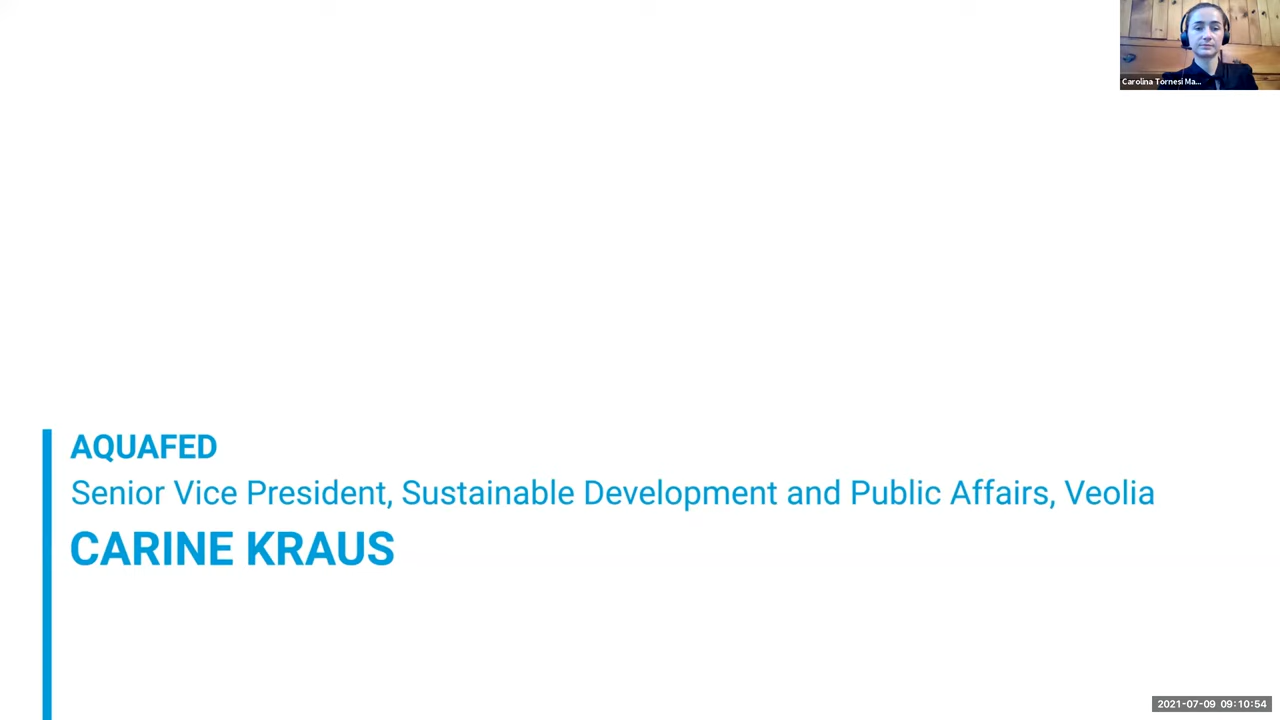 Carolina Tornesi Ma...
AQUAFED
Senior Vice President, Sustainable Development and Public Affairs, Veolia
CARINE KRAUS
2021-07-09 09:10:54